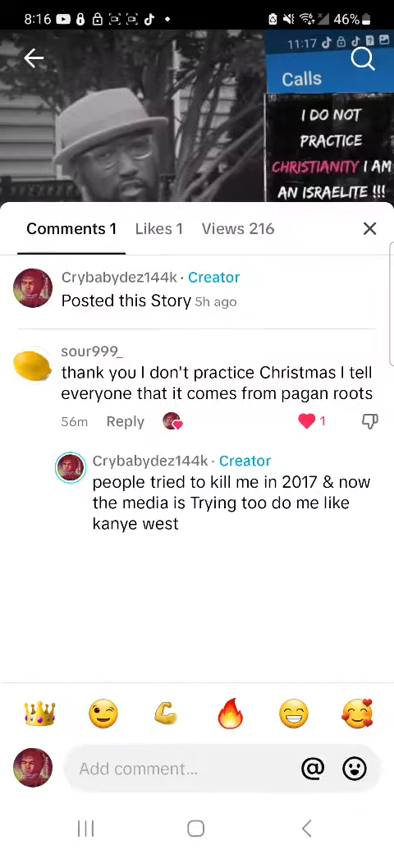 8:16
46%
11:17
Calls
I DO NOT
PRACTICE
CHRISTIANITY I AM
AN ISRAELITE !!!
Comments 1 Likes 1 Views 216
Crybabydez144k · Creator
Posted this Story 5h ago
sour999_
thank you I don't practice Christmas I tell
everyone that it comes from pagan roots
56m Reply 1
Crybabydez144k · Creator
people tried to kill me in 2017 & now
the media is Trying too do me like
kanye west
Add comment...